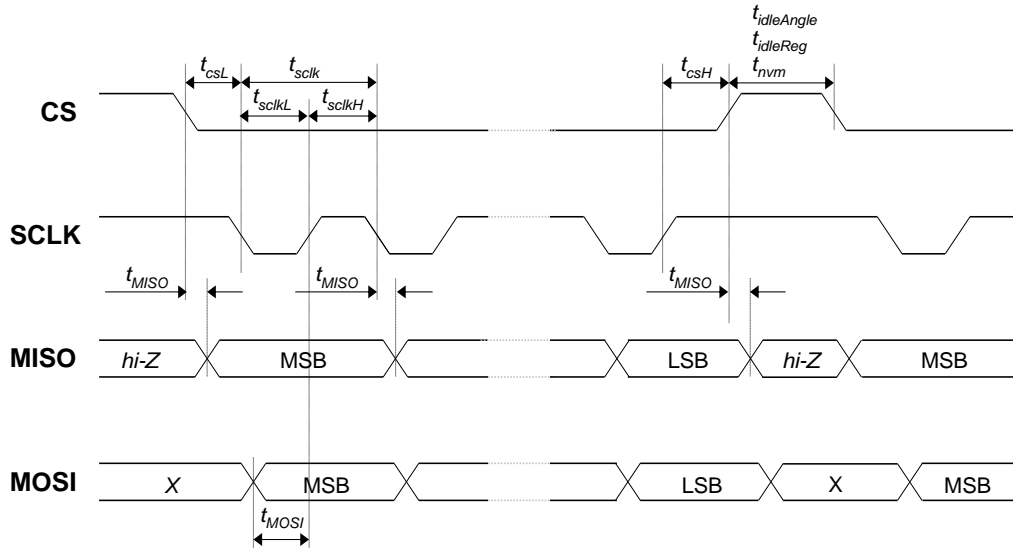 t_idleAngle
t_idleReg
t_csL t_sclk t_csH t_nvm
t_sclkL t_sclkH
CS
SCLK
t_MISO t_MISO t_MISO
MISO hi-Z MSB LSB hi-Z MSB
MOSI X MSB LSB X MSB
t_MOSI